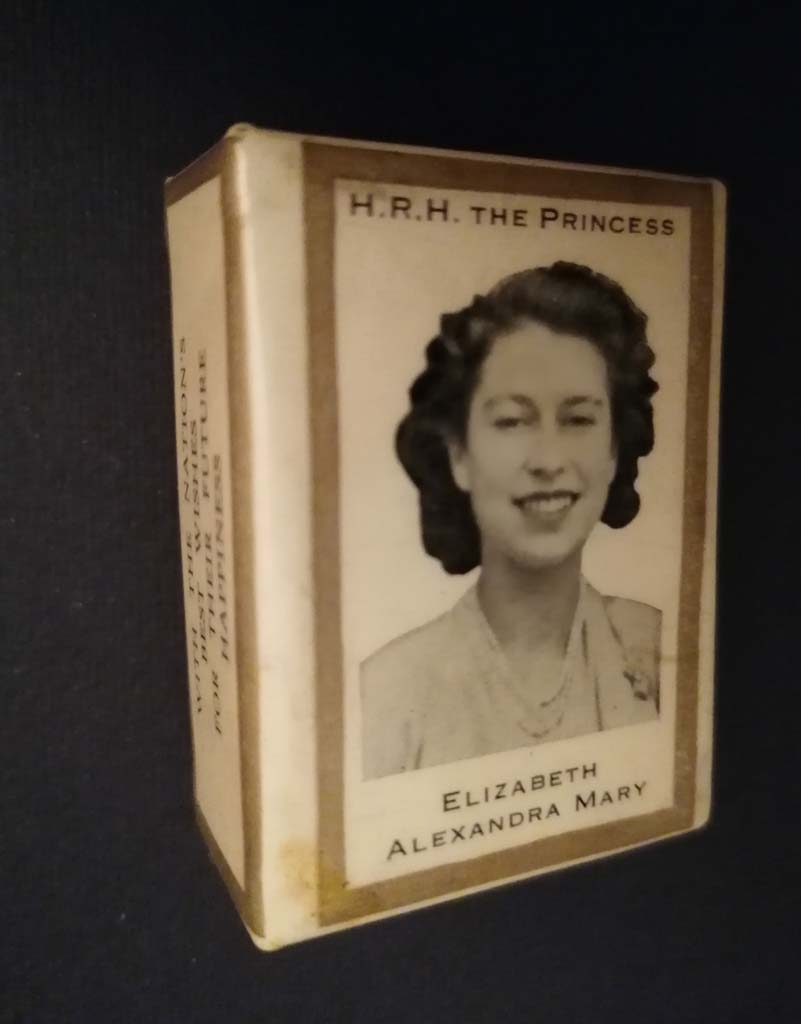 H.R.H. THE PRINCESS
ELIZABETH
ALEXANDRA MARY
WITH THE NATION'S
BEST WISHES
FOR THEIR FUTURE
HAPPINESS